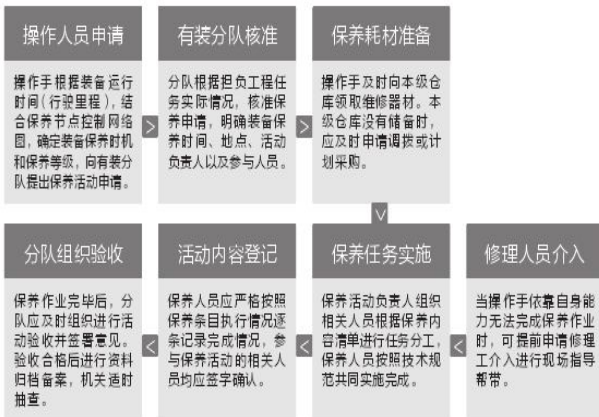 操作人员申请
操作手根据装备运行
时间(行驶里程)，结
合保养节点控制网络
图，确定装备保养时机
和保养等级，向有装分
队提出保养活动申请。
有装分队核准
分队根据担负工程任
务实际情况，核准保
养申请，明确装备保
养时间、地点、活动
负责人以及参与人员。
保养耗材准备
操作手及时向本级仓
库领取维修器材。本
级仓库没有储备时，
应及时申请调拨或计
划采购。
修理人员介入
当操作手依靠自身能
力无法完成保养作业
时，可提前申请修理
工介入进行现场指导
帮带。
保养任务实施
保养活动负责人组织
相关人员根据保养内
容清单进行任务分工，
保养人员按照技术规
范共同实施完成。
活动内容登记
保养人员应严格按照
保养条目执行情况逐
条记录完成情况，参
与保养活动的相关人
员均应签字确认。
分队组织验收
保养作业完毕后，分
队应及时组织进行活
动验收并签署意见。
验收合格后进行资料
归档备案，机关适时
抽查。